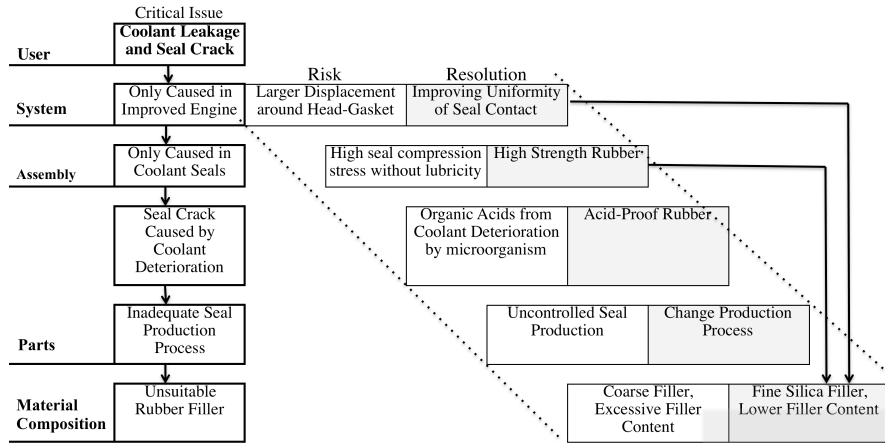 Critical Issue
Coolant Leakage
and Seal Crack
User
Risk
Resolution
System
Only Caused in
Improved Engine
Larger Displacement
around Head-Gasket
Improving Uniformity
of Seal Contact
Assembly
Only Caused in
Coolant Seals
High seal compression
stress without lubricity
High Strength Rubber
Seal Crack
Caused by
Coolant
Deterioration
Organic Acids from
Coolant Deterioration
by microorganism
Acid-Proof Rubber
Parts
Inadequate Seal
Production
Process
Uncontrolled Seal
Production
Change Production
Process
Material
Composition
Unsuitable
Rubber Filler
Coarse Filler,
Excessive Filler
Content
Fine Silica Filler,
Lower Filler Content